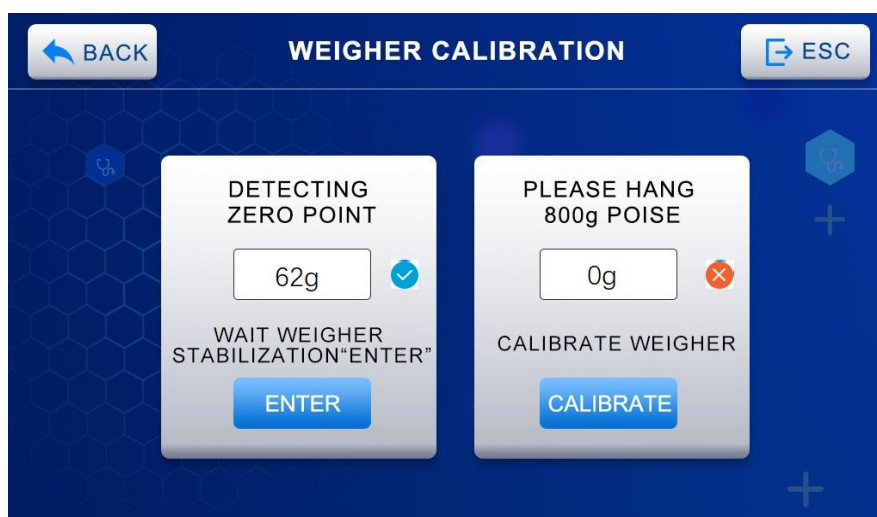 BACK
WEIGHER CALIBRATION
ESC
DETECTING
ZERO POINT
62g
WAIT WEIGHER
STABILIZATION“ENTER”
ENTER
PLEASE HANG
800g POISE
0g
CALIBRATE WEIGHER
CALIBRATE